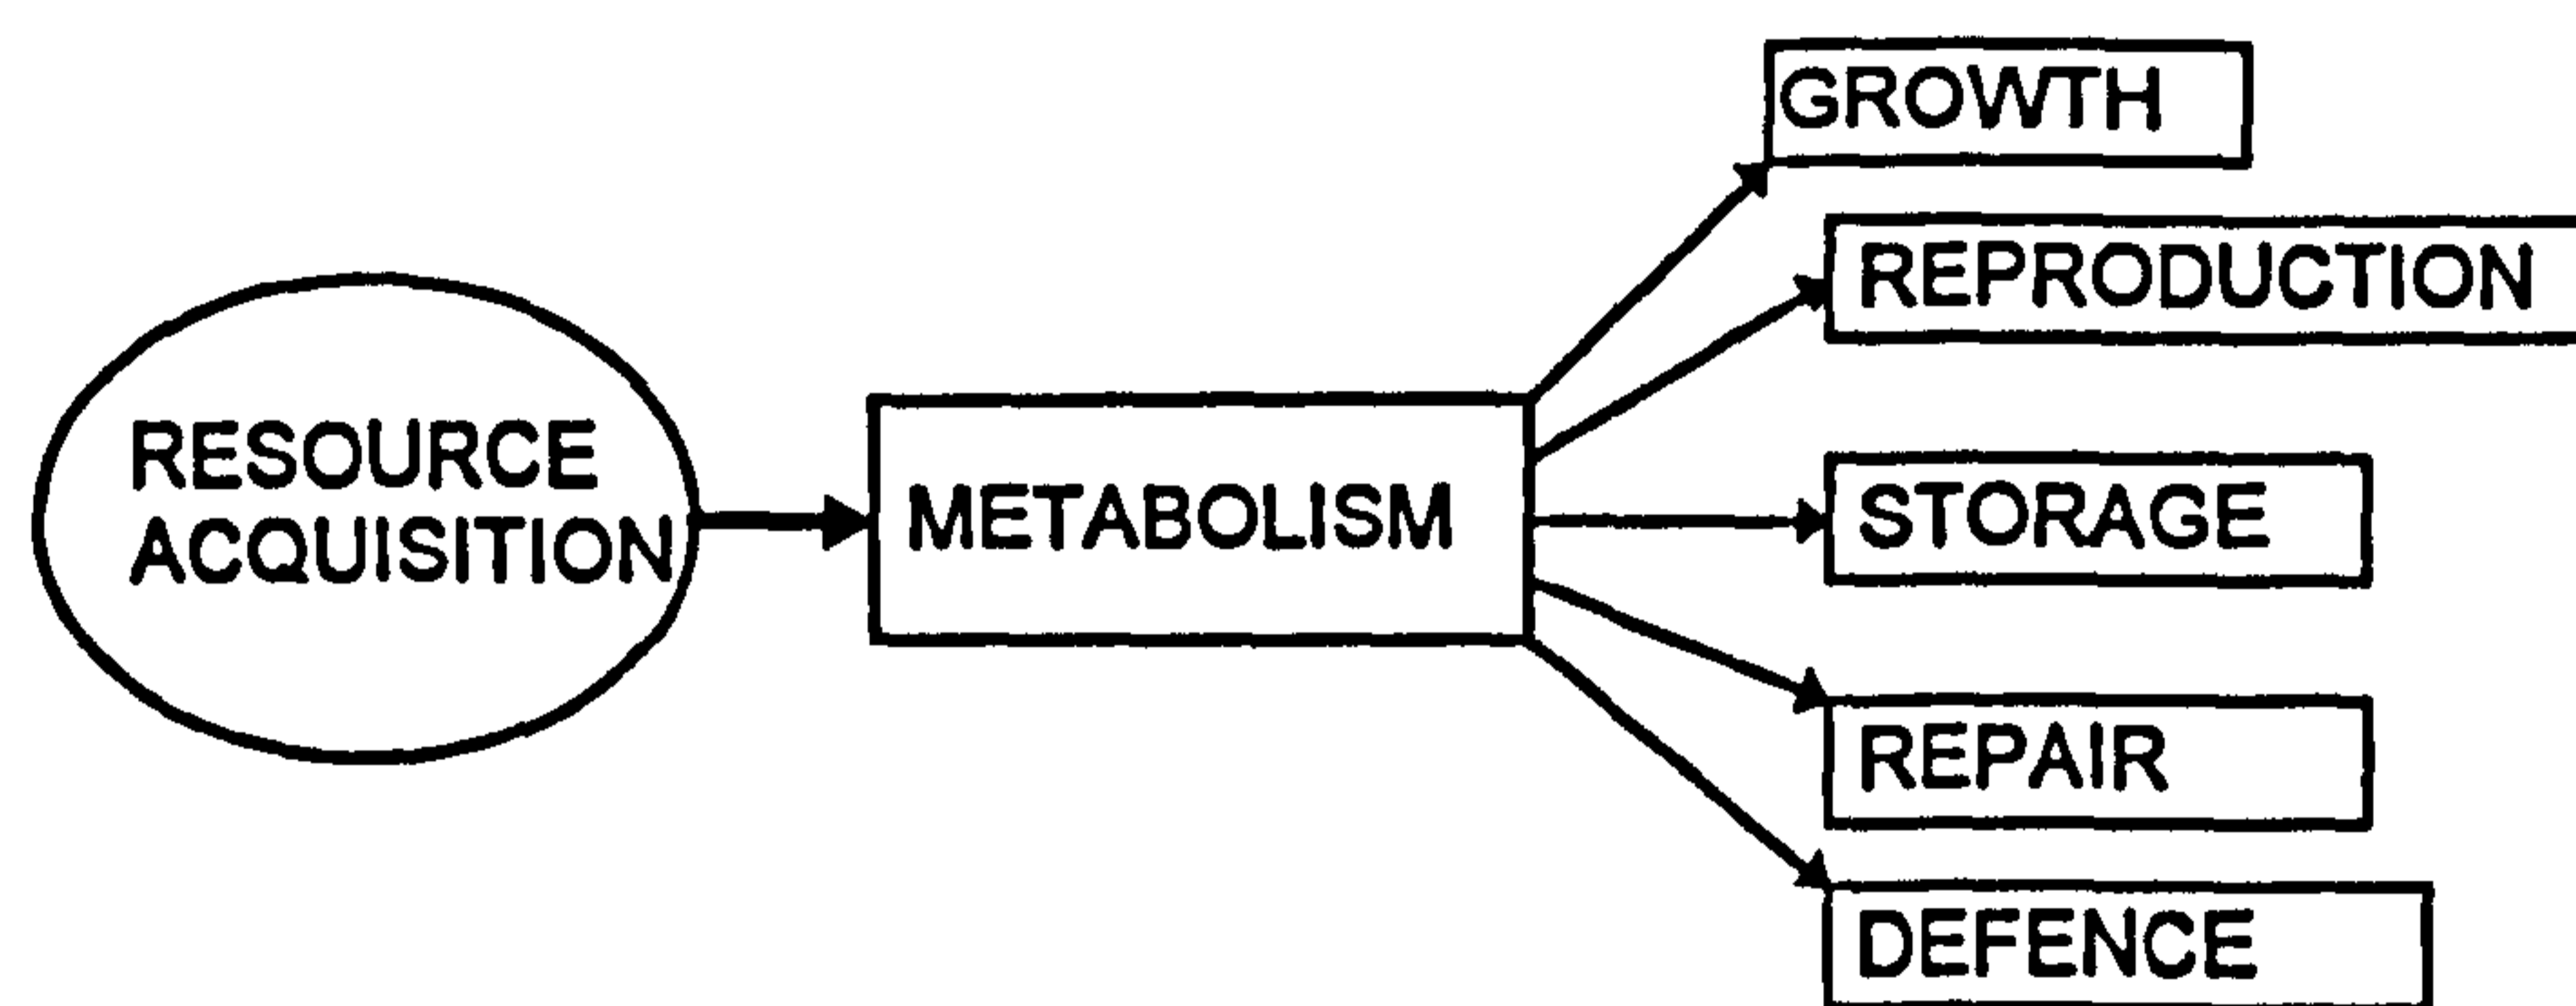 GROWTH
REPRODUCTION
RESOURCE
ACQUISITION
METABOLISM
STORAGE
REPAIR
DEFENCE